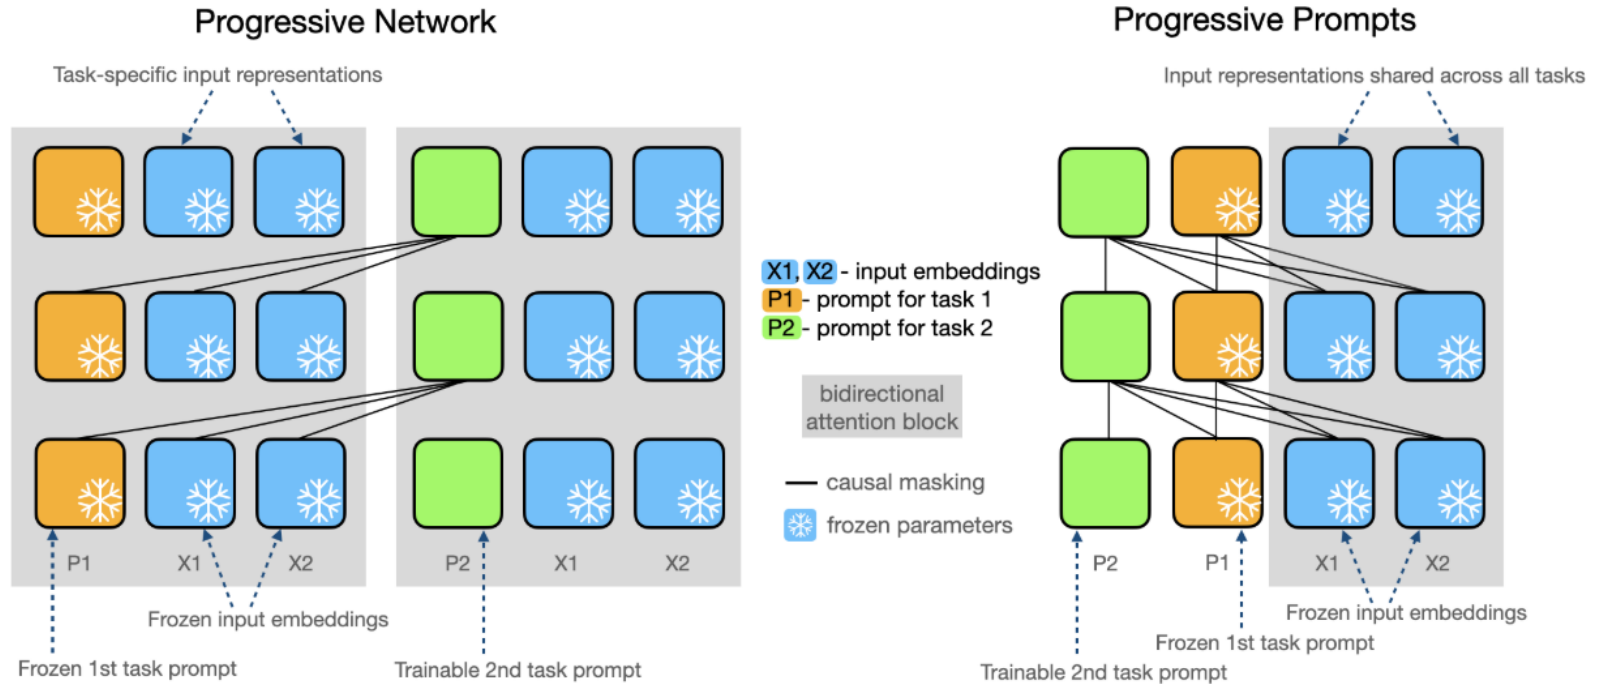 Progressive Network
Task-specific input representations
P1 X1 X2
P2 X1 X2
Frozen input embeddings
Frozen 1st task prompt
Trainable 2nd task prompt
X1, X2 - input embeddings
P1 - prompt for task 1
P2 - prompt for task 2
bidirectional
attention block
causal masking
frozen parameters
Progressive Prompts
Input representations shared across all tasks
P2 P1 X1 X2
Frozen input embeddings
Frozen 1st task prompt
Trainable 2nd task prompt